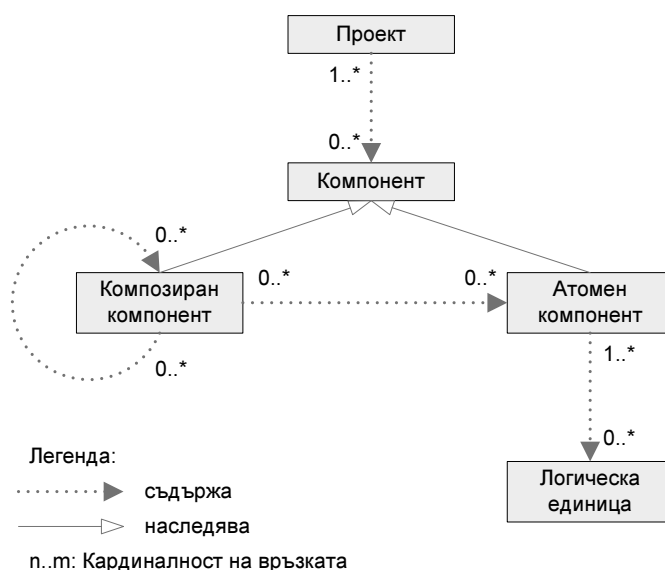 Проект
1..*
0..*
Компонент
0..*
Композиран
компонент
0..*
0..*
0..*
Атомен
компонент
1..*
0..*
Логическа
единица
Легенда:
съдържа
наследява
n..m: Кардиналност на връзката